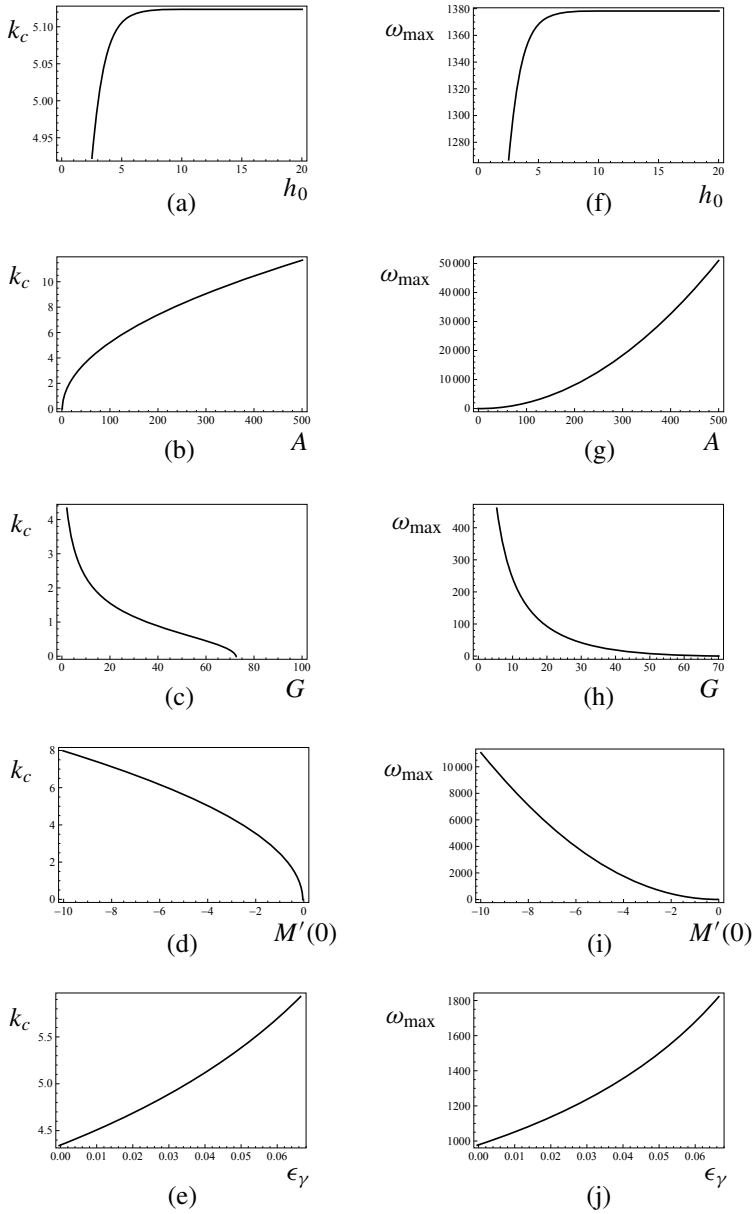 k_c
5.10
5.05
5.00
4.95
0 5 10 15 20
h_0
(a)
ω_max
1380
1360
1340
1320
1300
1280
0 5 10 15 20
h_0
(f)
k_c
10
8
6
4
2
0
0 100 200 300 400 500
A
(b)
ω_max
50 000
40 000
30 000
20 000
10 000
0
0 100 200 300 400 500
A
(g)
k_c
4
3
2
1
0
0 20 40 60 80 100
G
(c)
ω_max
400
300
200
100
0
0 10 20 30 40 50 60 70
G
(h)
k_c
8
6
4
2
0
−10 −8 −6 −4 −2 0
M′(0)
(d)
ω_max
10 000
8000
6000
4000
2000
0
−10 −8 −6 −4 −2 0
M′(0)
(i)
k_c
5.5
5.0
4.5
0.00 0.01 0.02 0.03 0.04 0.05 0.06
ϵ_γ
(e)
ω_max
1800
1600
1400
1200
1000
0.00 0.01 0.02 0.03 0.04 0.05 0.06
ϵ_γ
(j)